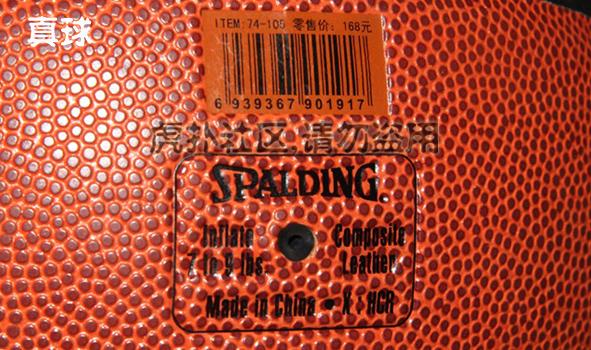 真球
ITEM:74-105 零售价: 168元
6 939367 901917
虎扑社区,请勿盗用
SPALDING
Inflate Composite
7 to 9 lbs. Leather
Made in China